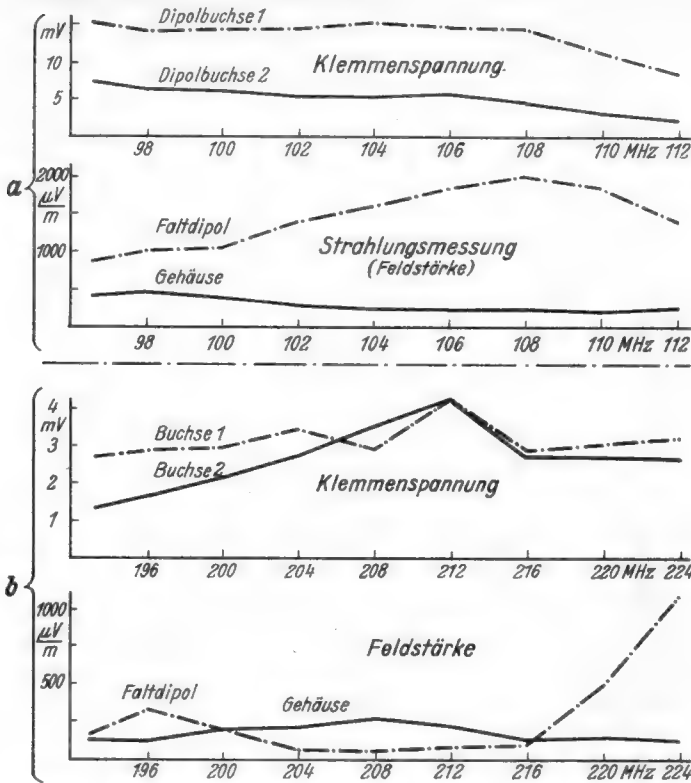 Dipolbuchse 1
mV
10
Klemmenspannung.
Dipolbuchse 2
5
98 100 102 104 106 108 110 MHz 112
a
2000
µV
m
Faltdipol
1000
Strahlungsmessung
(Feldstärke)
Gehäuse
98 100 102 104 106 108 110 MHz 112
4
mV
Buchse 1
3
Buchse 2
2
Klemmenspannung
1
196 200 204 208 212 216 220 MHz 224
b
1000
µV
m
Feldstärke
500
Faltdipol
Gehäuse
196 200 204 208 212 216 220 MHz 224